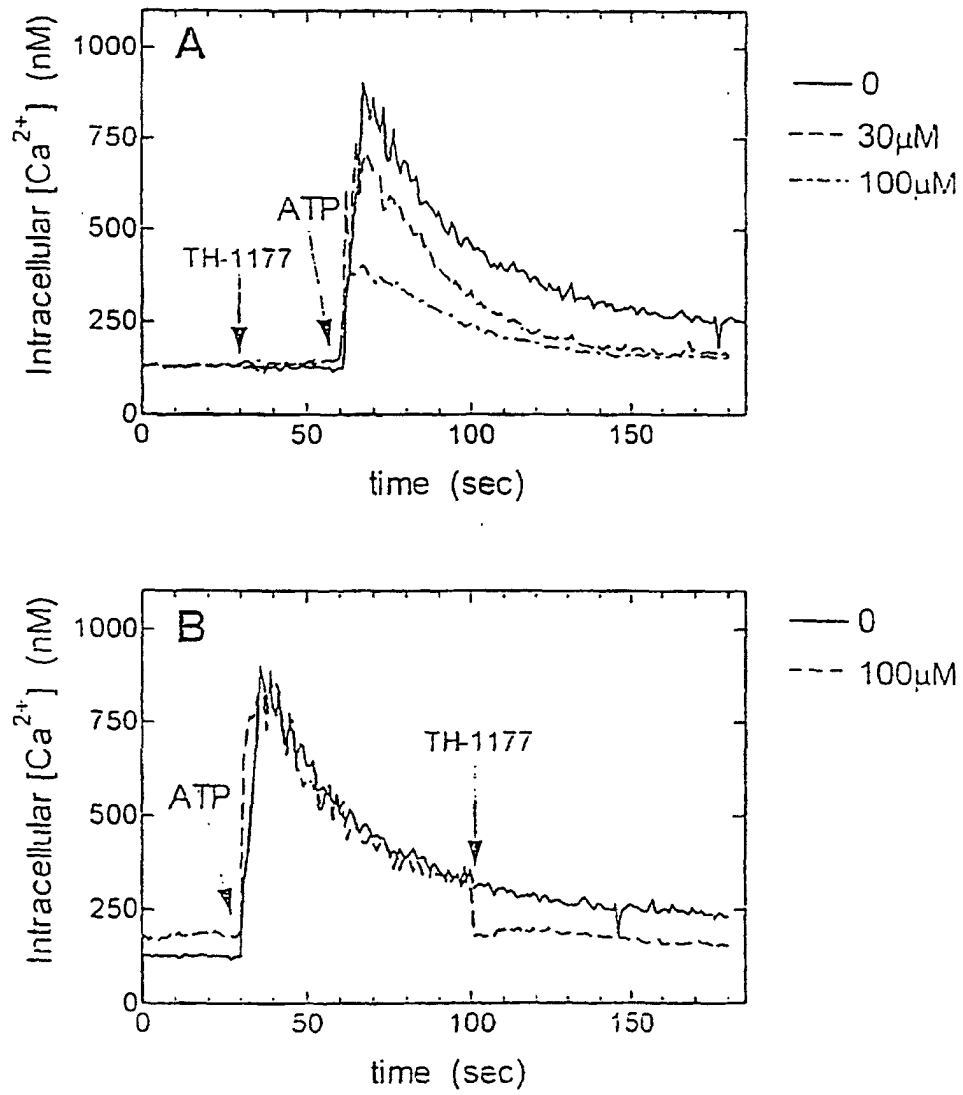 A
Intracellular [Ca2+] (nM)
1000
750
500
250
0
0 50 100 150
time (sec)
TH-1177
ATP
0
30µM
100µM
B
Intracellular [Ca2+] (nM)
1000
750
500
250
0
0 50 100 150
time (sec)
ATP
TH-1177
0
100µM